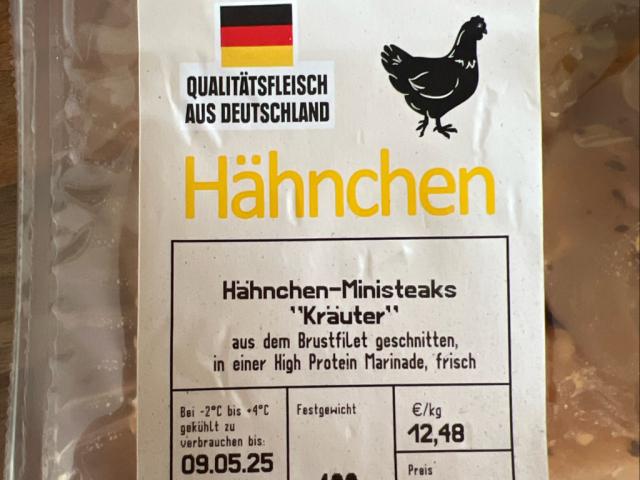 QUALITÄTSFLEISCH
AUS DEUTSCHLAND
Hähnchen
Hähnchen-Ministeaks
"Kräuter"
aus dem Brustfilet geschnitten,
in einer High Protein Marinade, frisch
Bei -2°C bis +4°C
gekühlt zu
verbrauchen bis:
09.05.25
Festgewicht
€/kg
12,48
Preis